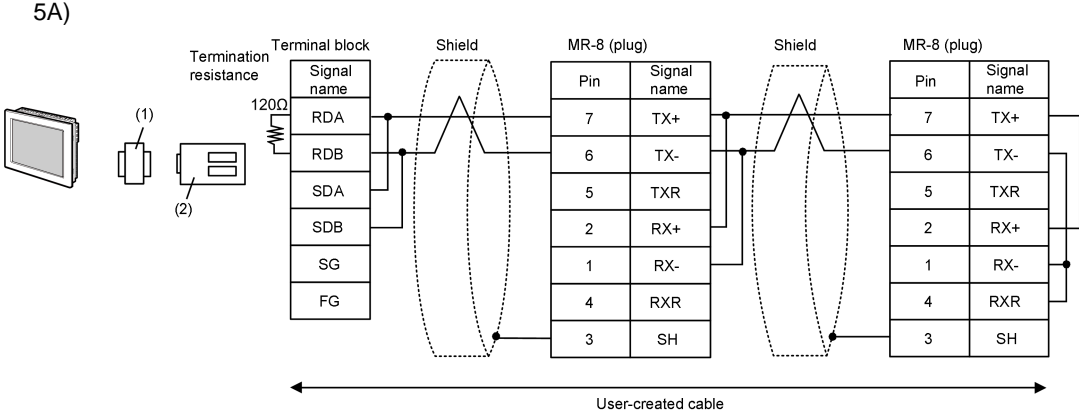 5A)
Termination
resistance
Terminal block
Shield
MR-8 (plug)
Shield
MR-8 (plug)
(1)
(2)
120Ω
Signal
name
RDA
RDB
SDA
SDB
SG
FG
Pin
Signal
name
7 TX+
6 TX-
5 TXR
2 RX+
1 RX-
4 RXR
3 SH
Pin
Signal
name
7 TX+
6 TX-
5 TXR
2 RX+
1 RX-
4 RXR
3 SH
User-created cable